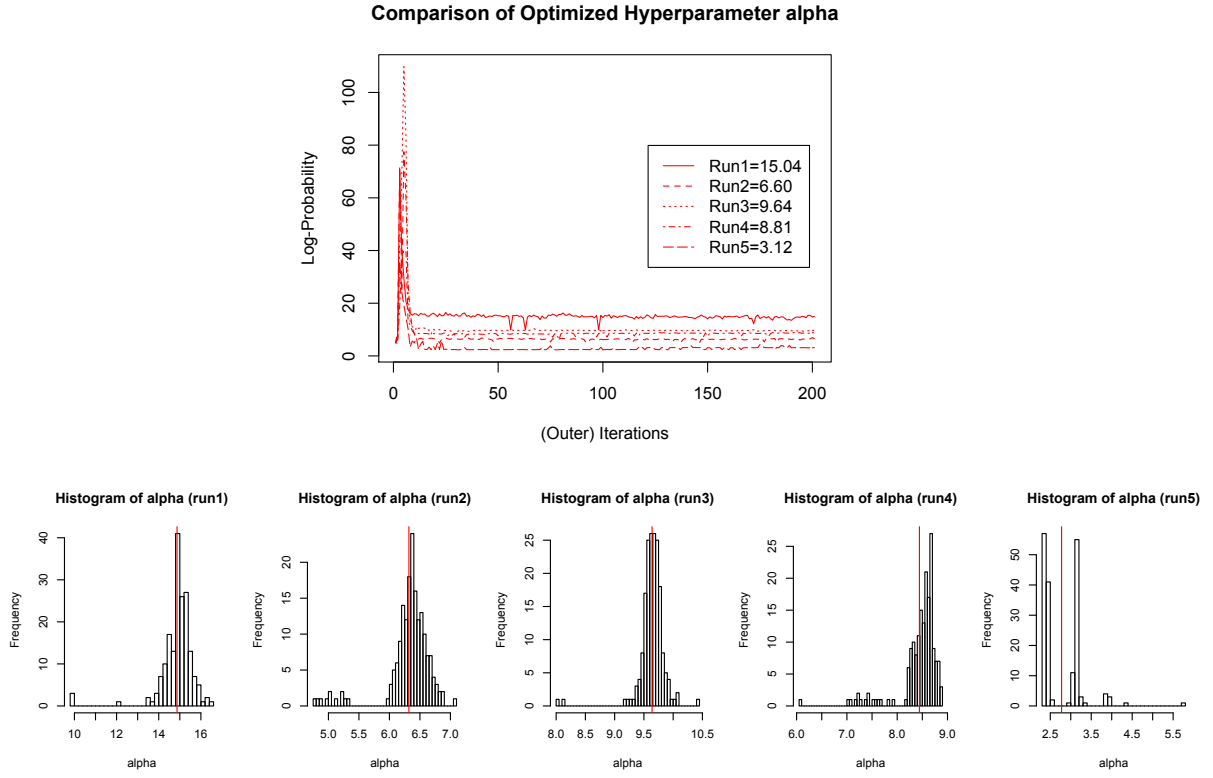 Comparison of Optimized Hyperparameter alpha
Log-Probability
100
80
60
40
20
0
Run1=15.04
Run2=6.60
Run3=9.64
Run4=8.81
Run5=3.12
0 50 100 150 200
(Outer) Iterations
Histogram of alpha (run1)
Frequency
40
30
20
10
0
10 12 14 16
alpha
Histogram of alpha (run2)
Frequency
20
15
10
5
0
5.0 5.5 6.0 6.5 7.0
alpha
Histogram of alpha (run3)
Frequency
25
20
15
10
5
0
8.0 8.5 9.0 9.5 10.5
alpha
Histogram of alpha (run4)
Frequency
25
20
15
10
5
0
6.0 7.0 8.0 9.0
alpha
Histogram of alpha (run5)
Frequency
50
40
30
20
10
0
2.5 3.5 4.5 5.5
alpha